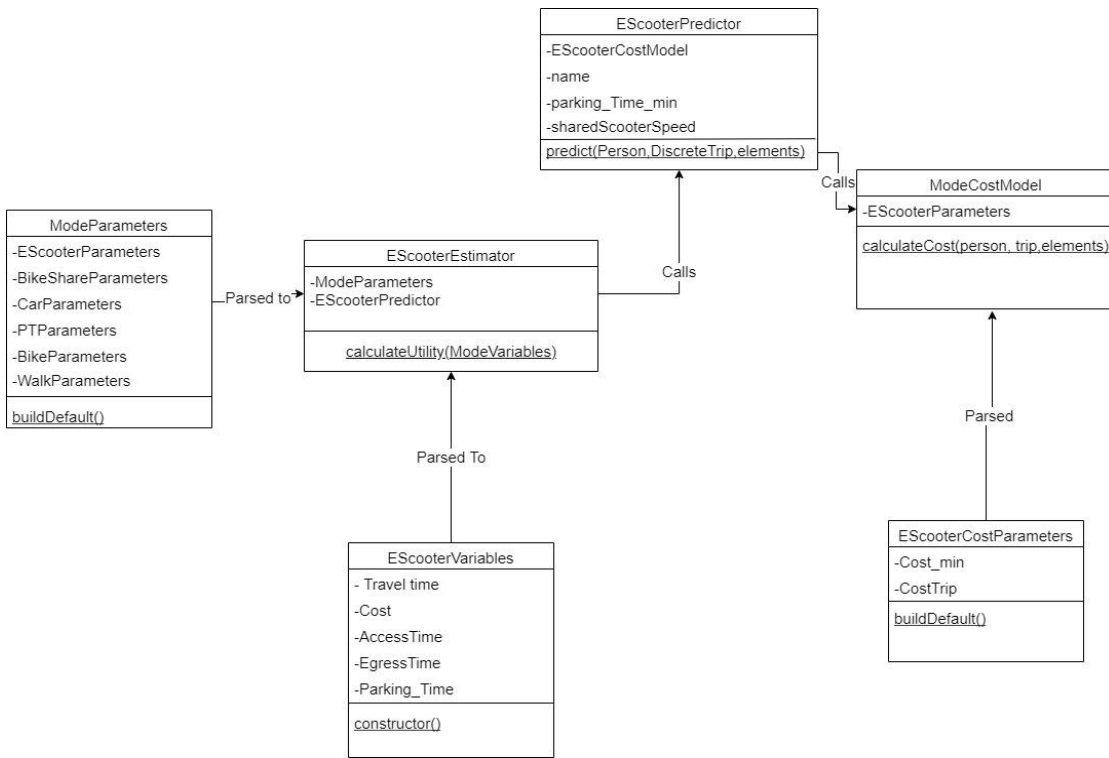 EScooterPredictor
-EScooterCostModel
-name
-parking_Time_min
-sharedScooterSpeed
predict(Person,DiscreteTrip,elements)
Calls
ModeCostModel
-EScooterParameters
calculateCost(person, trip,elements)
ModeParameters
-EScooterParameters
-BikeShareParameters
-CarParameters
-PTParameters
-BikeParameters
-WalkParameters
buildDefault()
Parsed to
EScooterEstimator
-ModeParameters
-EScooterPredictor
calculateUtility(ModeVariables)
Calls
Parsed To
Parsed
EScooterVariables
- Travel time
-Cost
-AccessTime
-EgressTime
-Parking_Time
constructor()
EScooterCostParameters
-Cost_min
-CostTrip
buildDefault()